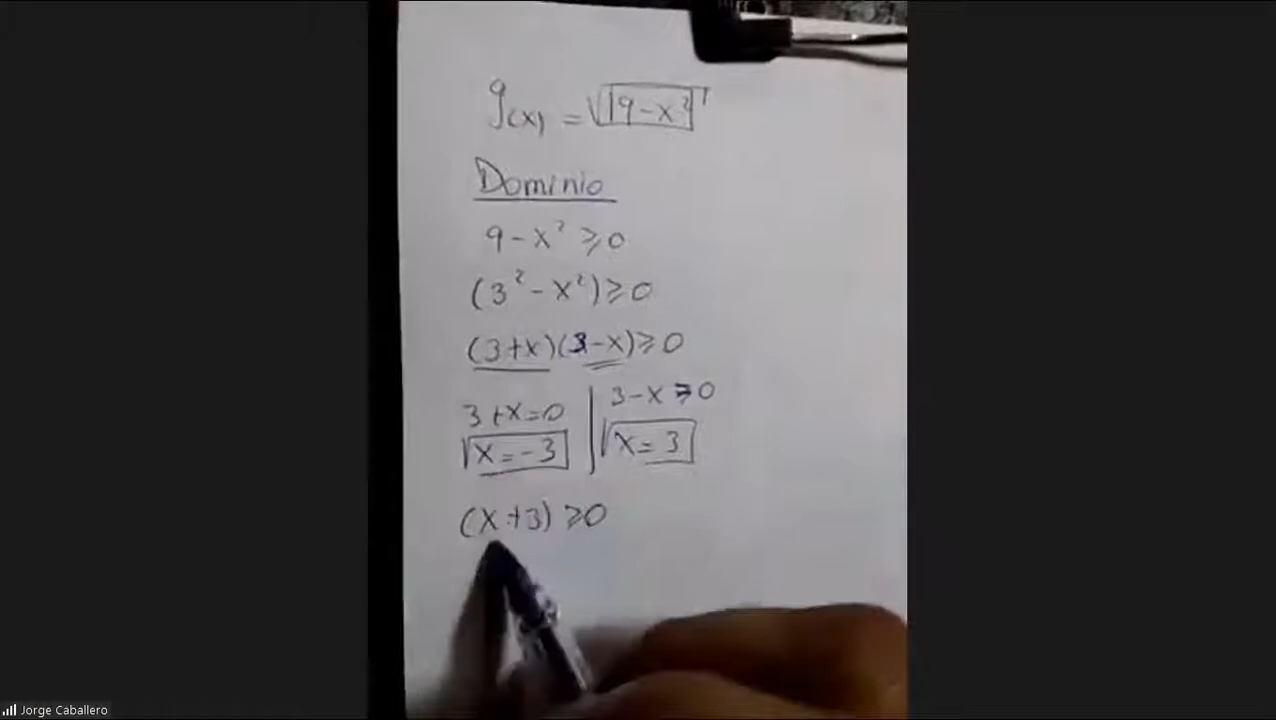 g(x) = √9-x²
Dominio
9-x² ≥ 0
(3²-x²) ≥ 0
(3+x)(3-x) ≥ 0
3+x=0
x=-3
3-x ≥ 0
x=3
(x+3) ≥ 0
Jorge Caballero